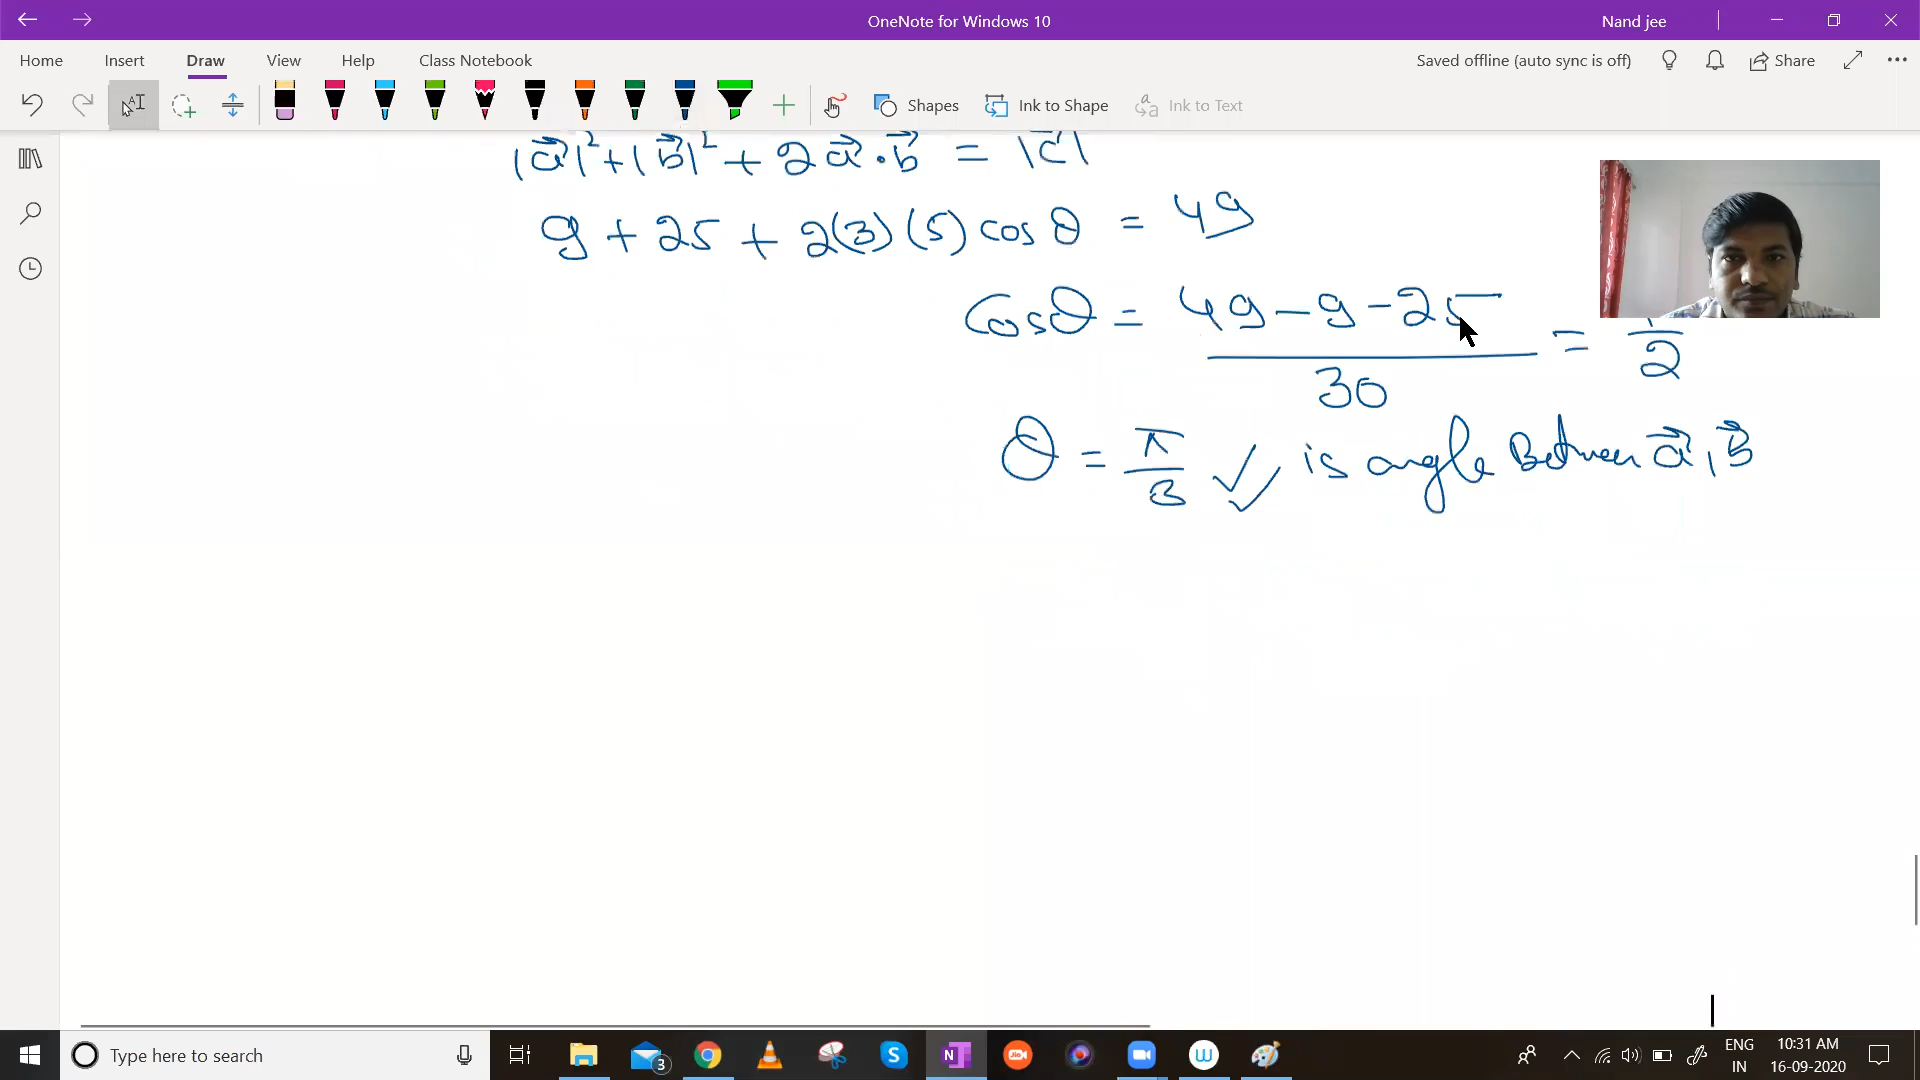 OneNote for Windows 10
Nand jee
Home Insert Draw View Help Class Notebook
Saved offline (auto sync is off) Share
Shapes Ink to Shape Ink to Text
|a⃗|²+|b⃗|² + 2a⃗·b⃗ = |c⃗|
9 + 25 + 2(3)(5) cos θ = 49
Cosθ = 49 - 9 - 25 / 30 = 1/2
θ = π/3 ✓✓ is angle Between a⃗, b⃗
Type here to search
3
ENG
IN
10:31 AM
16-09-2020